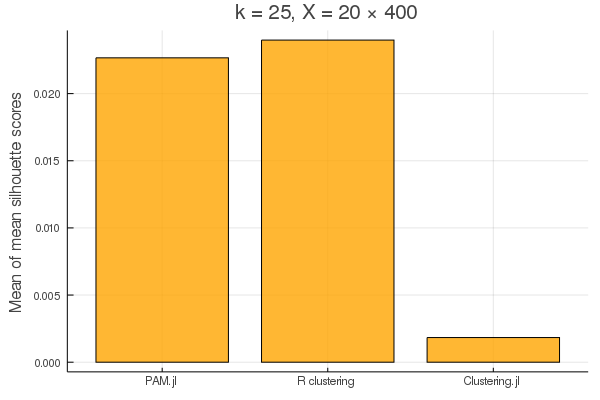 k = 25, X = 20 × 400
Mean of mean silhouette scores
0.020
0.015
0.010
0.005
0.000
PAM.jl
R clustering
Clustering.jl